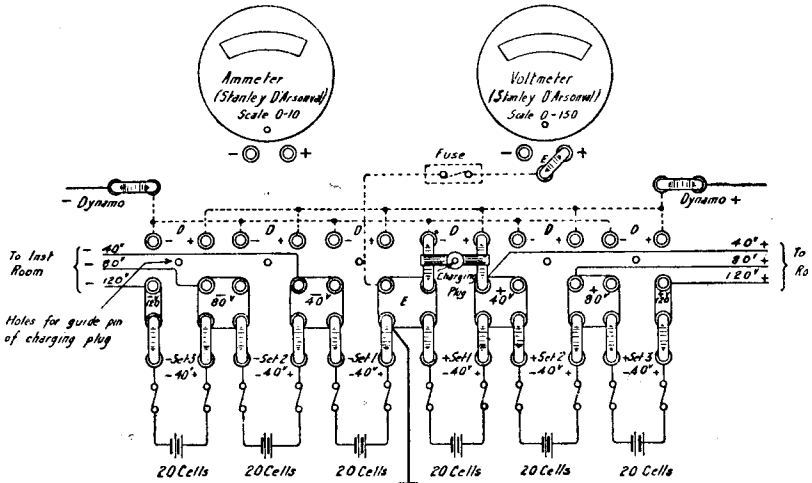 Ammeter
(Stanley D'Arsonval)
Scale 0-10
Voltmeter
(Stanley D'Arsonval)
Scale 0-150
- +
- E +
Fuse
- Dynamo
Dynamo +
D D D D D D
- + - + - + - + - + - +
To Inst
Room
- 40v
- 80v
- 120v
40v +
80v +
120v +
To
Ro
Charging
Plug
- 120
- 80v
- 40v
E
+ 40v
+ 80v
+ 120
Holes for guide pin
of charging plug
-Set 3
- 40v +
-Set 2
- 40v +
-Set 1
- 40v +
+Set 1
- 40v +
+Set 2
- 40v +
+Set 3
- 40v +
20 Cells
20 Cells
20 Cells
20 Cells
20 Cells
20 Cells